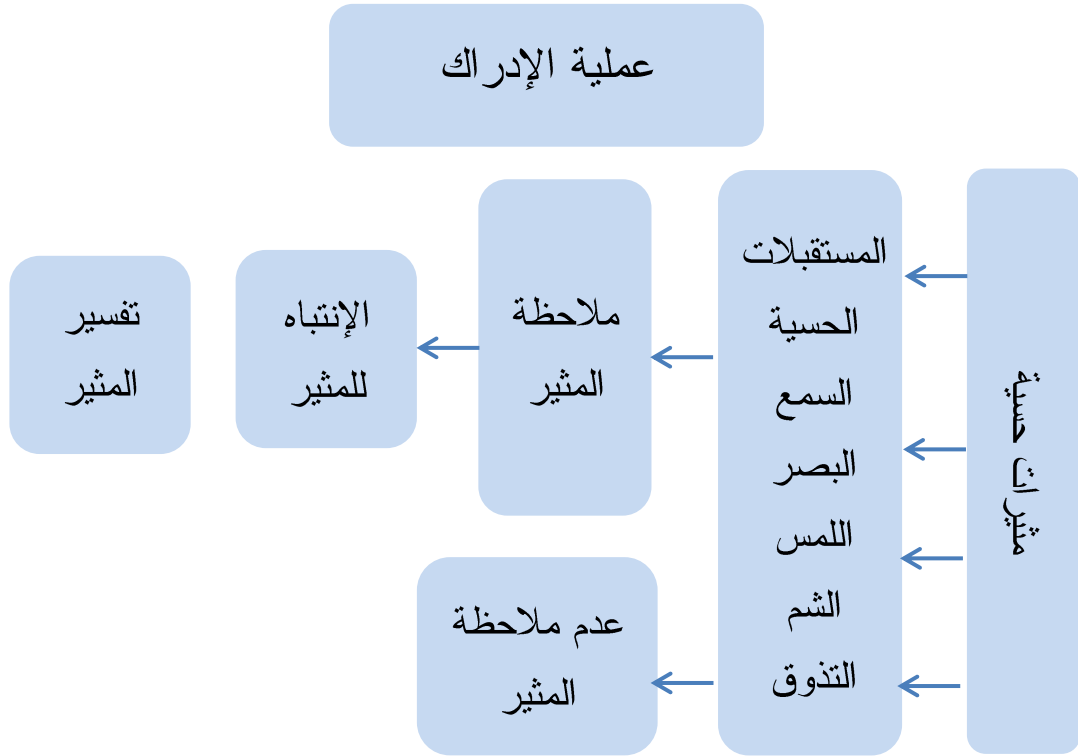 عملية الإدراك
مثيرات حسية
المستقبلات
الحسية
السمع
البصر
اللمس
الشم
التذوق
ملاحظة
المثير
الإنتباه
للمثير
تفسير
المثير
عدم ملاحظة
المثير